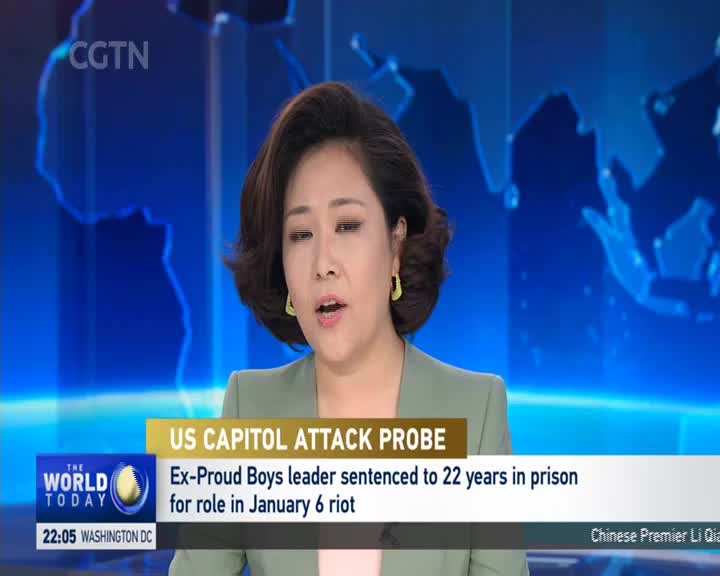 CGTN
US CAPITOL ATTACK PROBE
Ex-Proud Boys leader sentenced to 22 years in prison
for role in January 6 riot
THE
WORLD
TODAY
22:05 WASHINGTON DC
Chinese Premier Li Qia